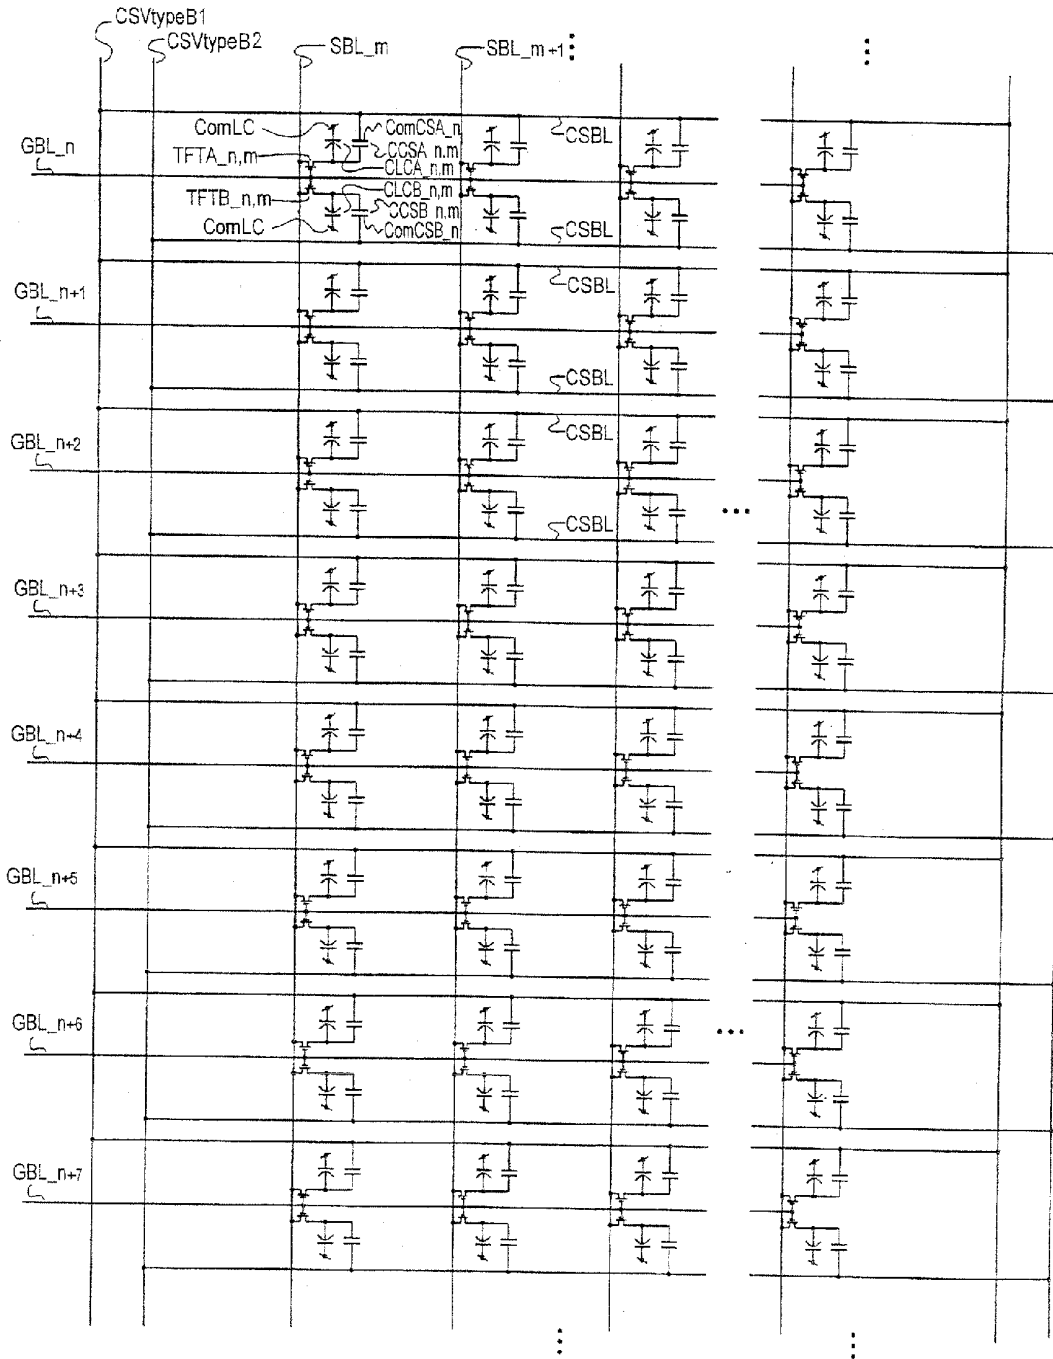 CSVtypeB1
CSVtypeB2
SBL_m
SBL_m+1
ComLC
ComCSA_n
CSBL
GBL_n
TFTA_n,m
CCSA_n,m
CLCA_n,m
CLCB_n,m
TFTB_n,m
CCSB_n,m
ComLC
ComCSB_n
CSBL
GBL_n+1
CSBL
CSBL
GBL_n+2
CSBL
CSBL
GBL_n+3
GBL_n+4
GBL_n+5
GBL_n+6
GBL_n+7